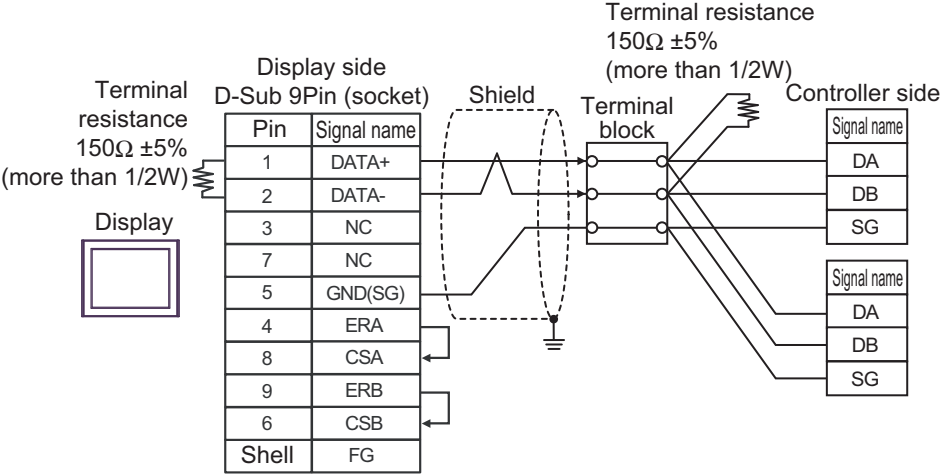 Terminal resistance
150Ω ±5%
(more than 1/2W)
Terminal
resistance
150Ω ±5%
(more than 1/2W)
Display
Display side
D-Sub 9Pin (socket)
Pin Signal name
1 DATA+
2 DATA-
3 NC
7 NC
5 GND(SG)
4 ERA
8 CSA
9 ERB
6 CSB
Shell FG
Shield
Terminal
block
Controller side
Signal name
DA
DB
SG
Signal name
DA
DB
SG